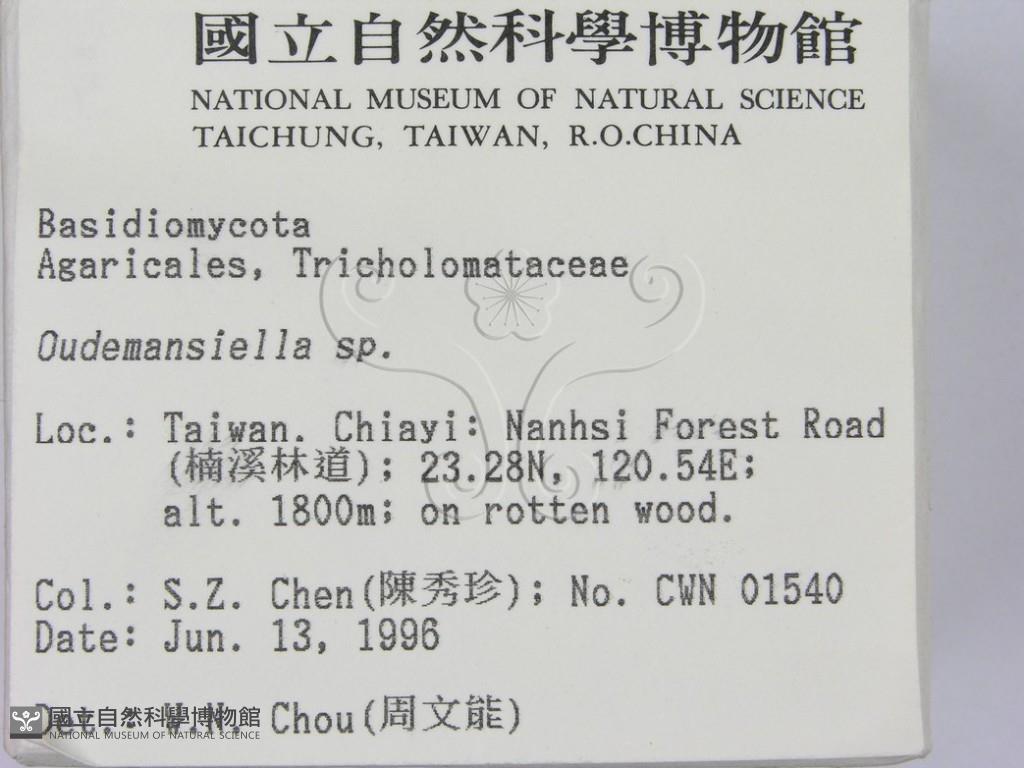 國立自然科學博物館
NATIONAL MUSEUM OF NATURAL SCIENCE
TAICHUNG, TAIWAN, R.O.CHINA
Basidiomycota
Agaricales, Tricholomataceae
Oudemansiella sp.
Loc.: Taiwan. Chiayi: Nanhsi Forest Road
(楠溪林道); 23.28N, 120.54E;
alt. 1800m; on rotten wood.
Col.: S.Z. Chen(陳秀珍); No. CWN 01540
Date: Jun. 13, 1996
Det.: W.N. Chou(周文能)
國立自然科學博物館
NATIONAL MUSEUM OF NATURAL SCIENCE